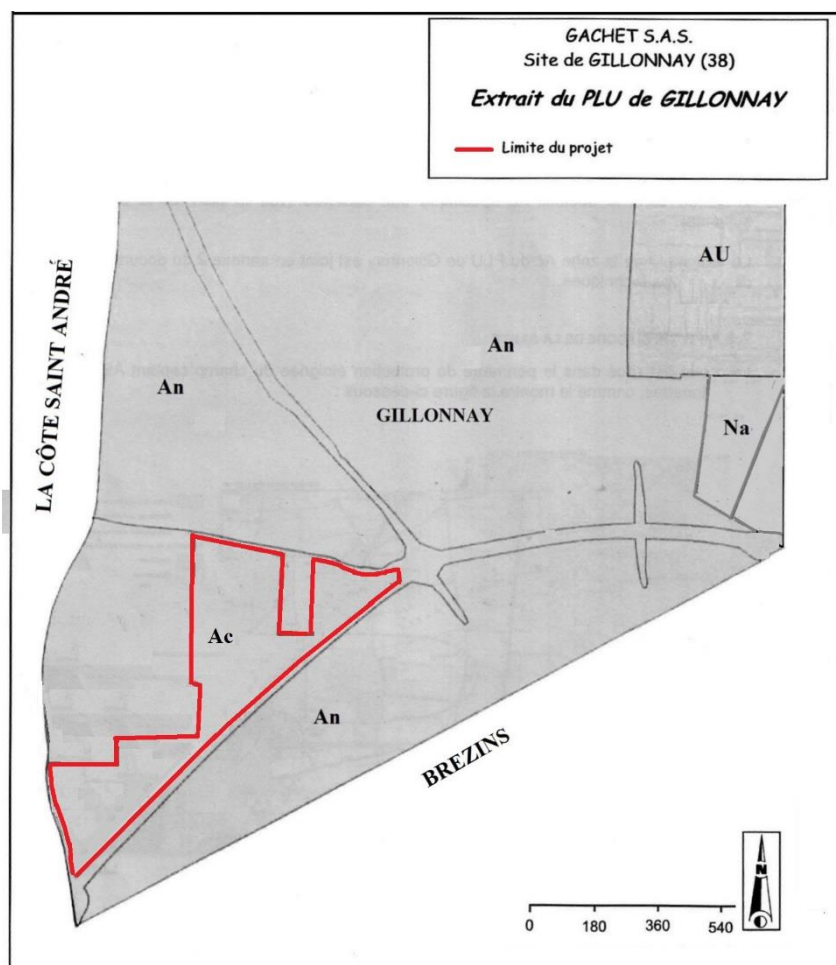 GACHET S.A.S.
Site de GILLONNAY (38)
Extrait du PLU de GILLONNAY
Limite du projet
LA CÔTE SAINT ANDRÉ
AU
An
An
Na
GILLONNAY
Ac
An
BREZINS
N
0 180 360 540